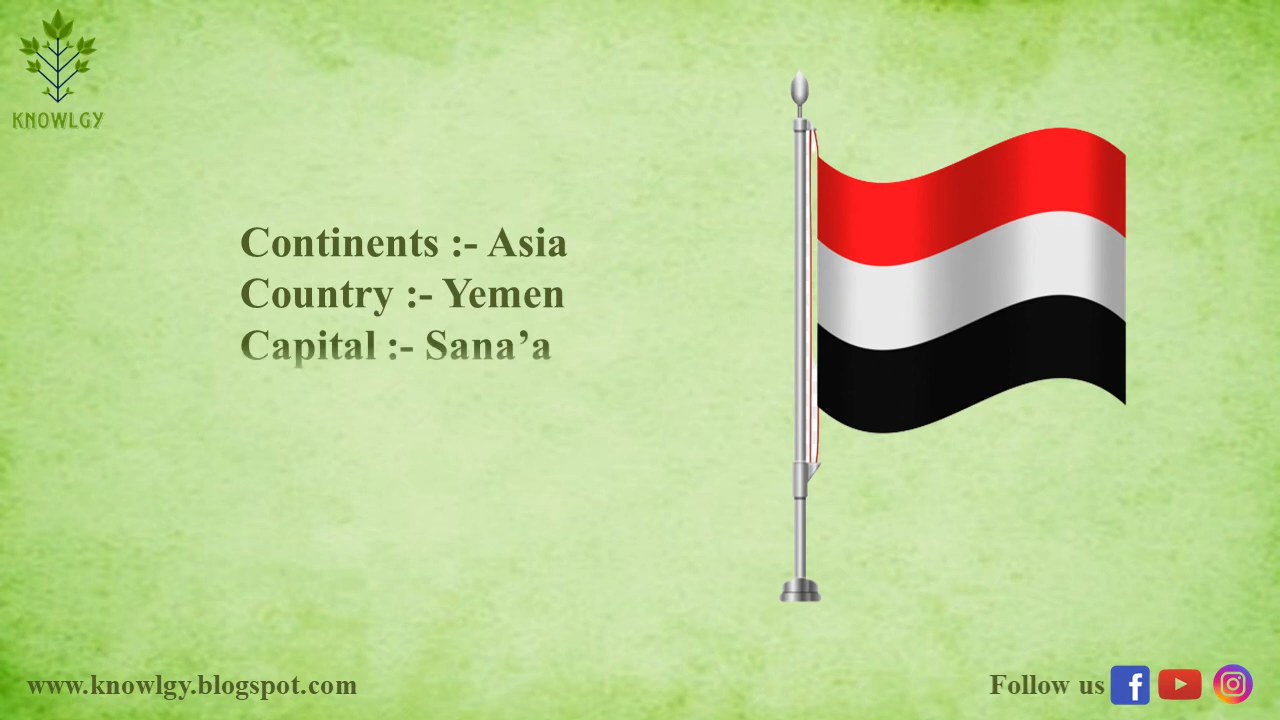 KNOWLGY
Continents :- Asia
Country :- Yemen
Capital :- Sana’a
www.knowlgy.blogspot.com
Follow us